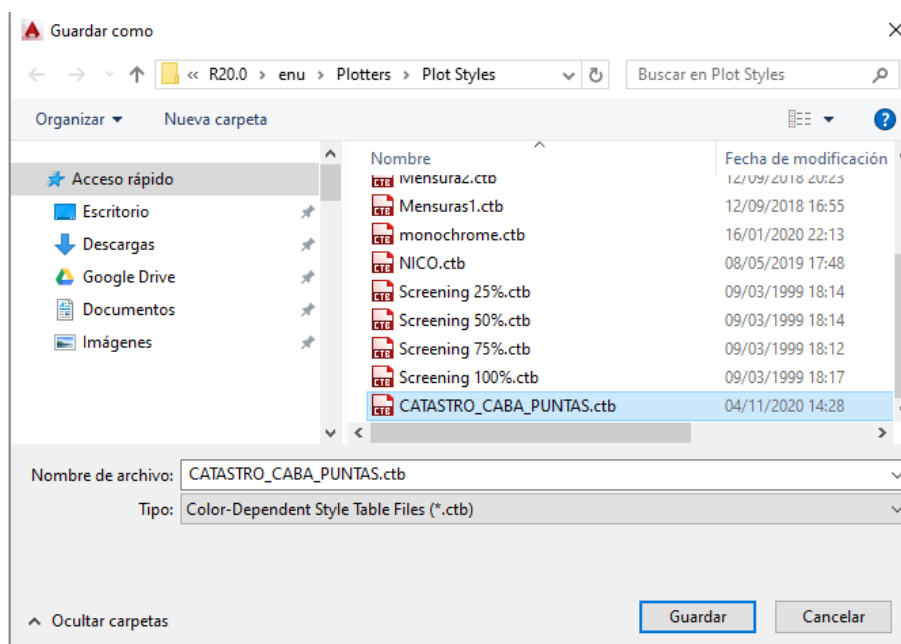 Guardar como
« R20.0 > enu > Plotters > Plot Styles
Buscar en Plot Styles
Organizar
Nueva carpeta
Nombre
Fecha de modificación
Acceso rápido
Escritorio
Descargas
Google Drive
Documentos
Imágenes
Mensura2.ctb 12/09/2018 20:23
Mensuras1.ctb 12/09/2018 16:55
monochrome.ctb 16/01/2020 22:13
NICO.ctb 08/05/2019 17:48
Screening 25%.ctb 09/03/1999 18:14
Screening 50%.ctb 09/03/1999 18:14
Screening 75%.ctb 09/03/1999 18:12
Screening 100%.ctb 09/03/1999 18:17
CATASTRO_CABA_PUNTAS.ctb 04/11/2020 14:28
Nombre de archivo: CATASTRO_CABA_PUNTAS.ctb
Tipo: Color-Dependent Style Table Files (*.ctb)
Ocultar carpetas
Guardar
Cancelar